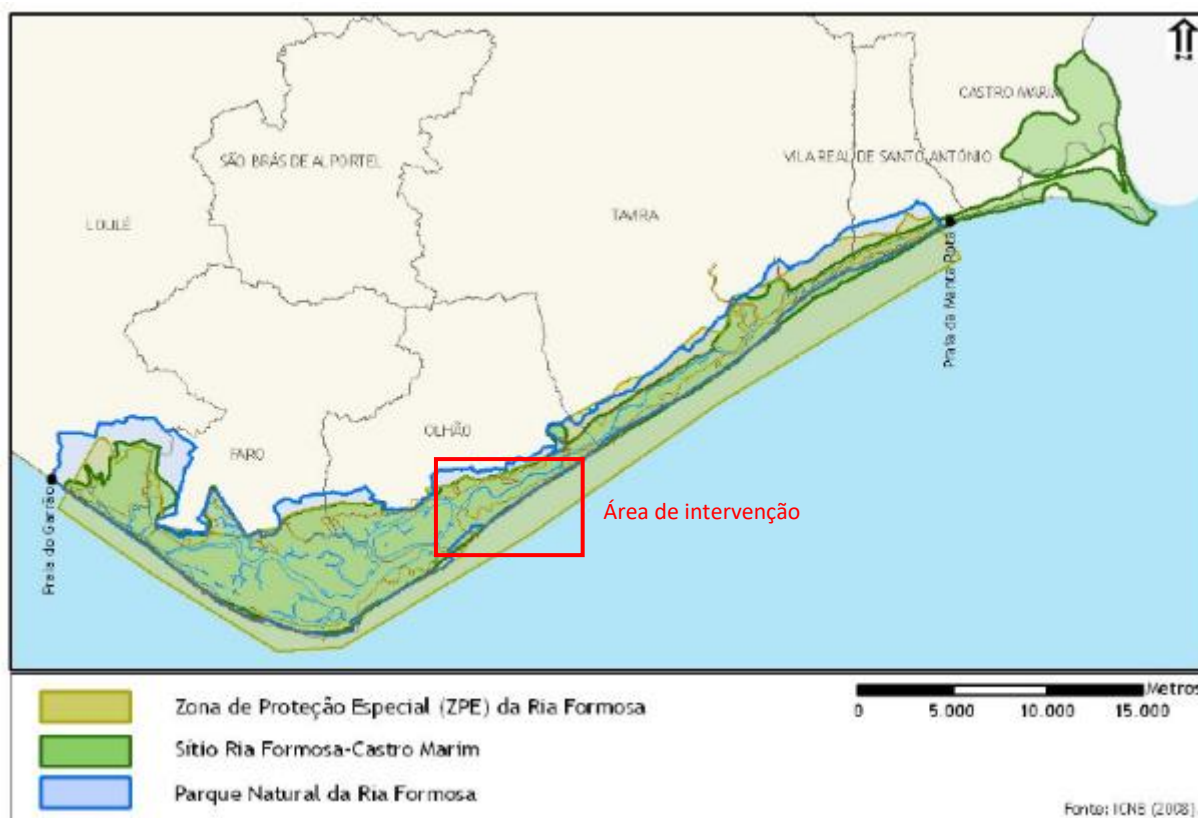 CASTRO MARIM
SÃO BRÁS DE ALPORTEL
VILA REAL DE SANTO ANTÓNIO
LOULÉ
TAVIRA
Praia da Manta Rota
OLHÃO
FARO
Praia do Garrão
Área de intervenção
Zona de Proteção Especial (ZPE) da Ria Formosa
Sítio Ria Formosa-Castro Marim
Parque Natural da Ria Formosa
Metros
0 5.000 10.000 15.000
Fonte: ICNB (2008).